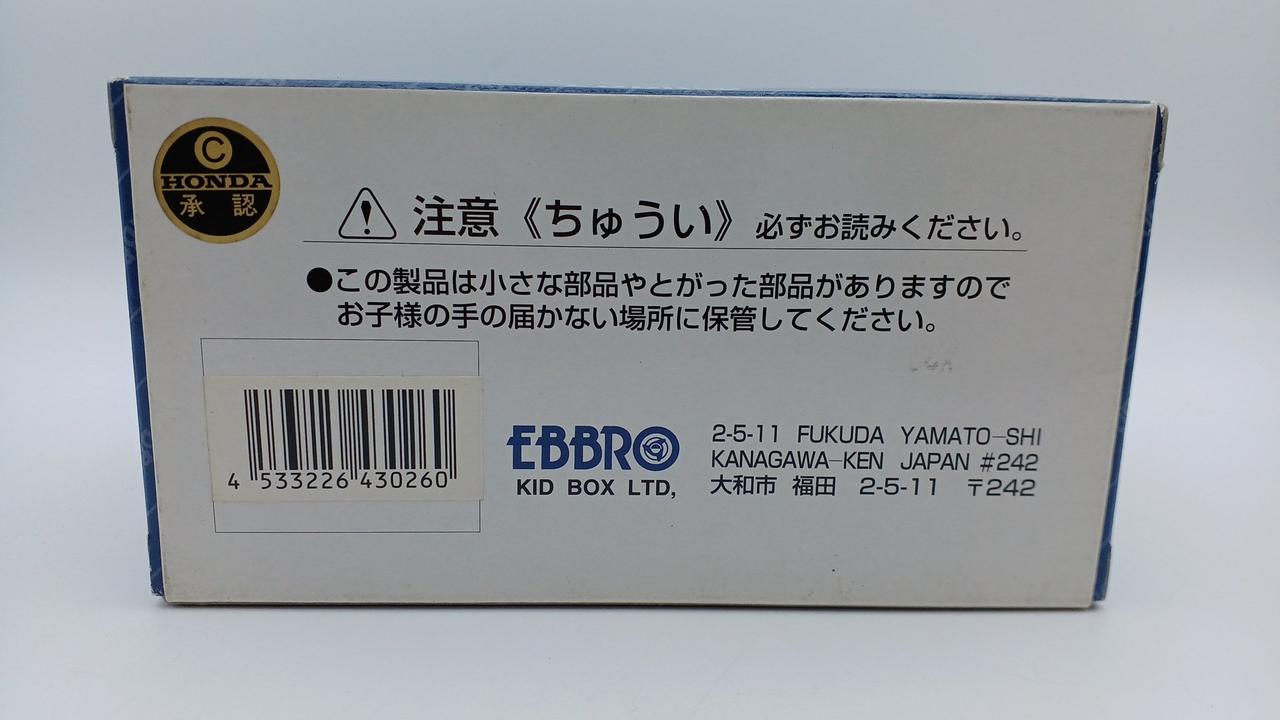 ©
HONDA
承認
注意《ちゅうい》必ずお読みください。
●この製品は小さな部品やとがった部品がありますので
お子様の手の届かない場所に保管してください。
4 533226 430260
EBBRO
KID BOX LTD,
2-5-11 FUKUDA YAMATO-SHI
KANAGAWA-KEN JAPAN #242
大和市 福田 2-5-11 〒242